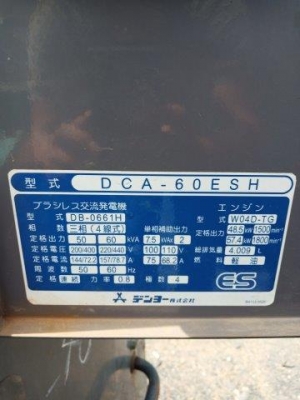 型式 DCA-60ESH
ブラシレス交流発電機 エンジン
型式 DB-0661H 型式 W04D-TG
相数 三相(4線式) 単相補助出力 定格出力 48.5 kW 1500 min⁻¹
定格出力 50 60 kVA 7.5 kVA 2 57.4 kW 1800 min⁻¹
定格電圧 200/400 220/440 V 100 110 V 総排気量 4.009 L
定格電流 144/72.2 157/78.7 A 75 68.2 A 燃料 軽油
周波数 50 60 Hz
定格 連続 力率 0.8 極数 4 ES
デンヨー株式会社